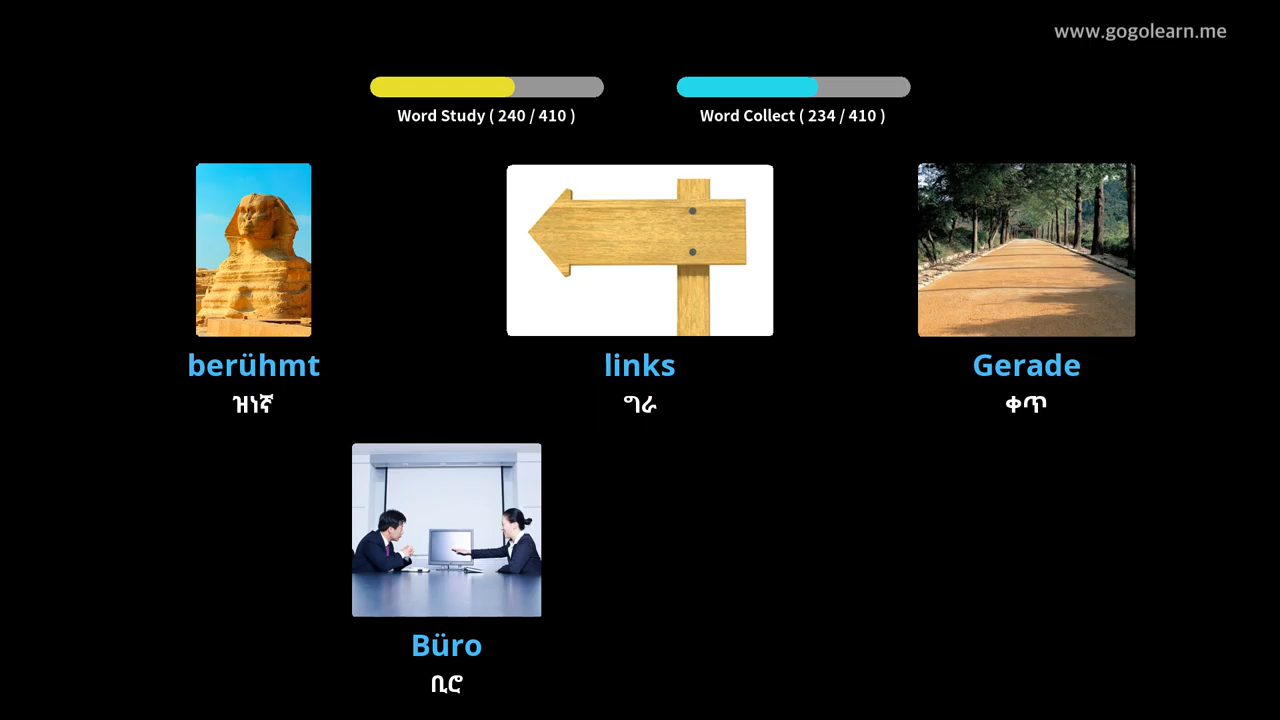 www.gogolearn.me
Word Study ( 240 / 410 )
Word Collect ( 234 / 410 )
berühmt
ዝነኛ
links
ግራ
Gerade
ቀጥ
Büro
ቢሮ